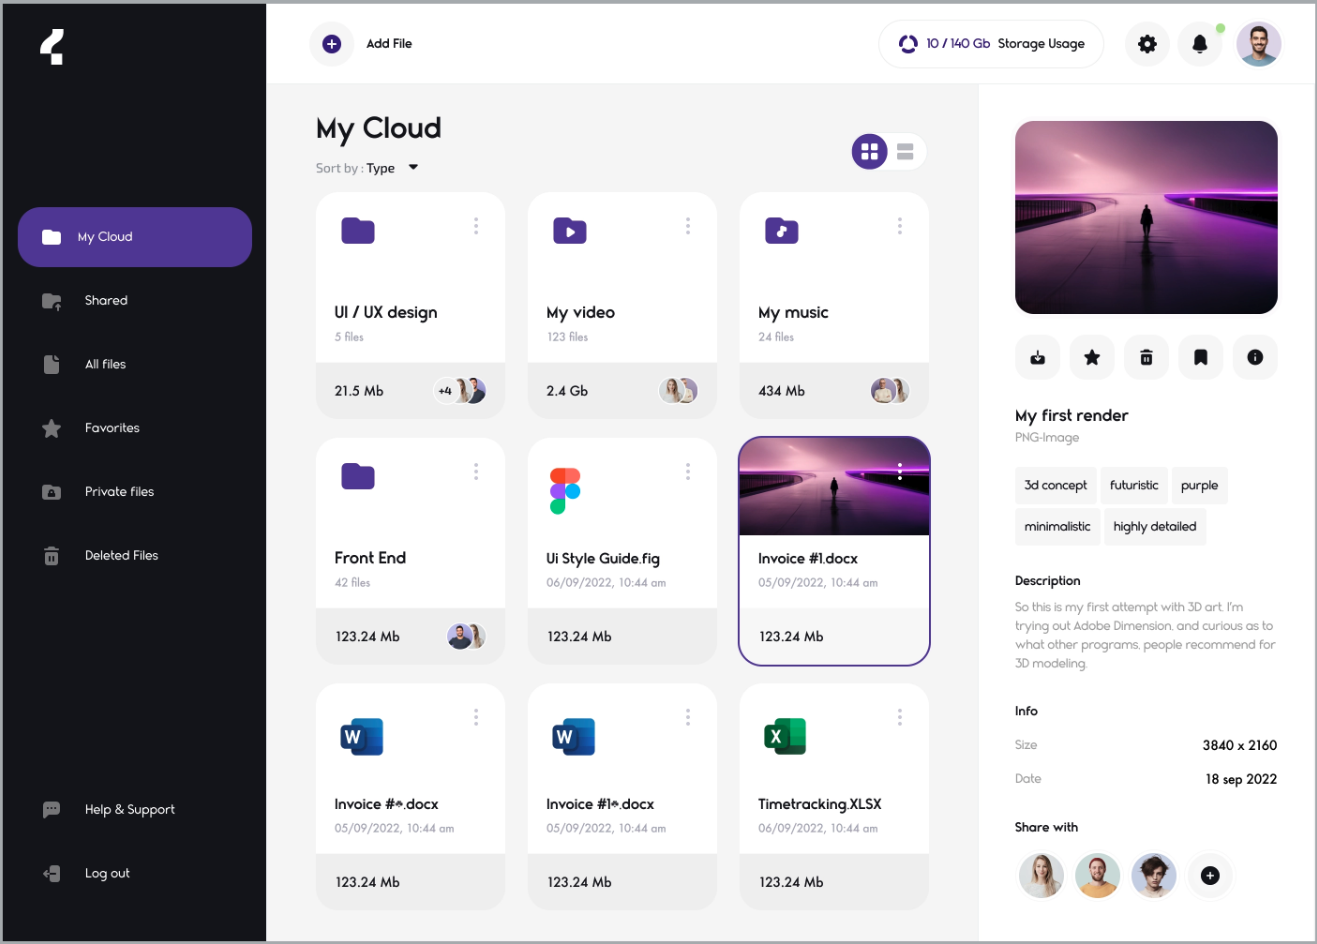 Add File
10 / 140 Gb Storage Usage
My Cloud
Shared
All files
Favorites
Private files
Deleted Files
Help & Support
Log out
My Cloud
Sort by : Type
UI / UX design
5 files
21.5 Mb
+4
My video
123 files
2.4 Gb
My music
24 files
434 Mb
Front End
42 files
123.24 Mb
Ui Style Guide.fig
06/09/2022, 10:44 am
123.24 Mb
Invoice #1.docx
05/09/2022, 10:44 am
123.24 Mb
W
Invoice #.docx
05/09/2022, 10:44 am
123.24 Mb
W
Invoice #1.docx
05/09/2022, 10:44 am
123.24 Mb
X
Timetracking.XLSX
06/09/2022, 10:44 am
123.24 Mb
My first render
PNG-Image
3d concept
futuristic
purple
minimalistic
highly detailed
Description
So this is my first attempt with 3D art. I'm
trying out Adobe Dimension, and curious as to
what other programs, people recommend for
3D modeling.
Info
Size 3840 x 2160
Date 18 sep 2022
Share with